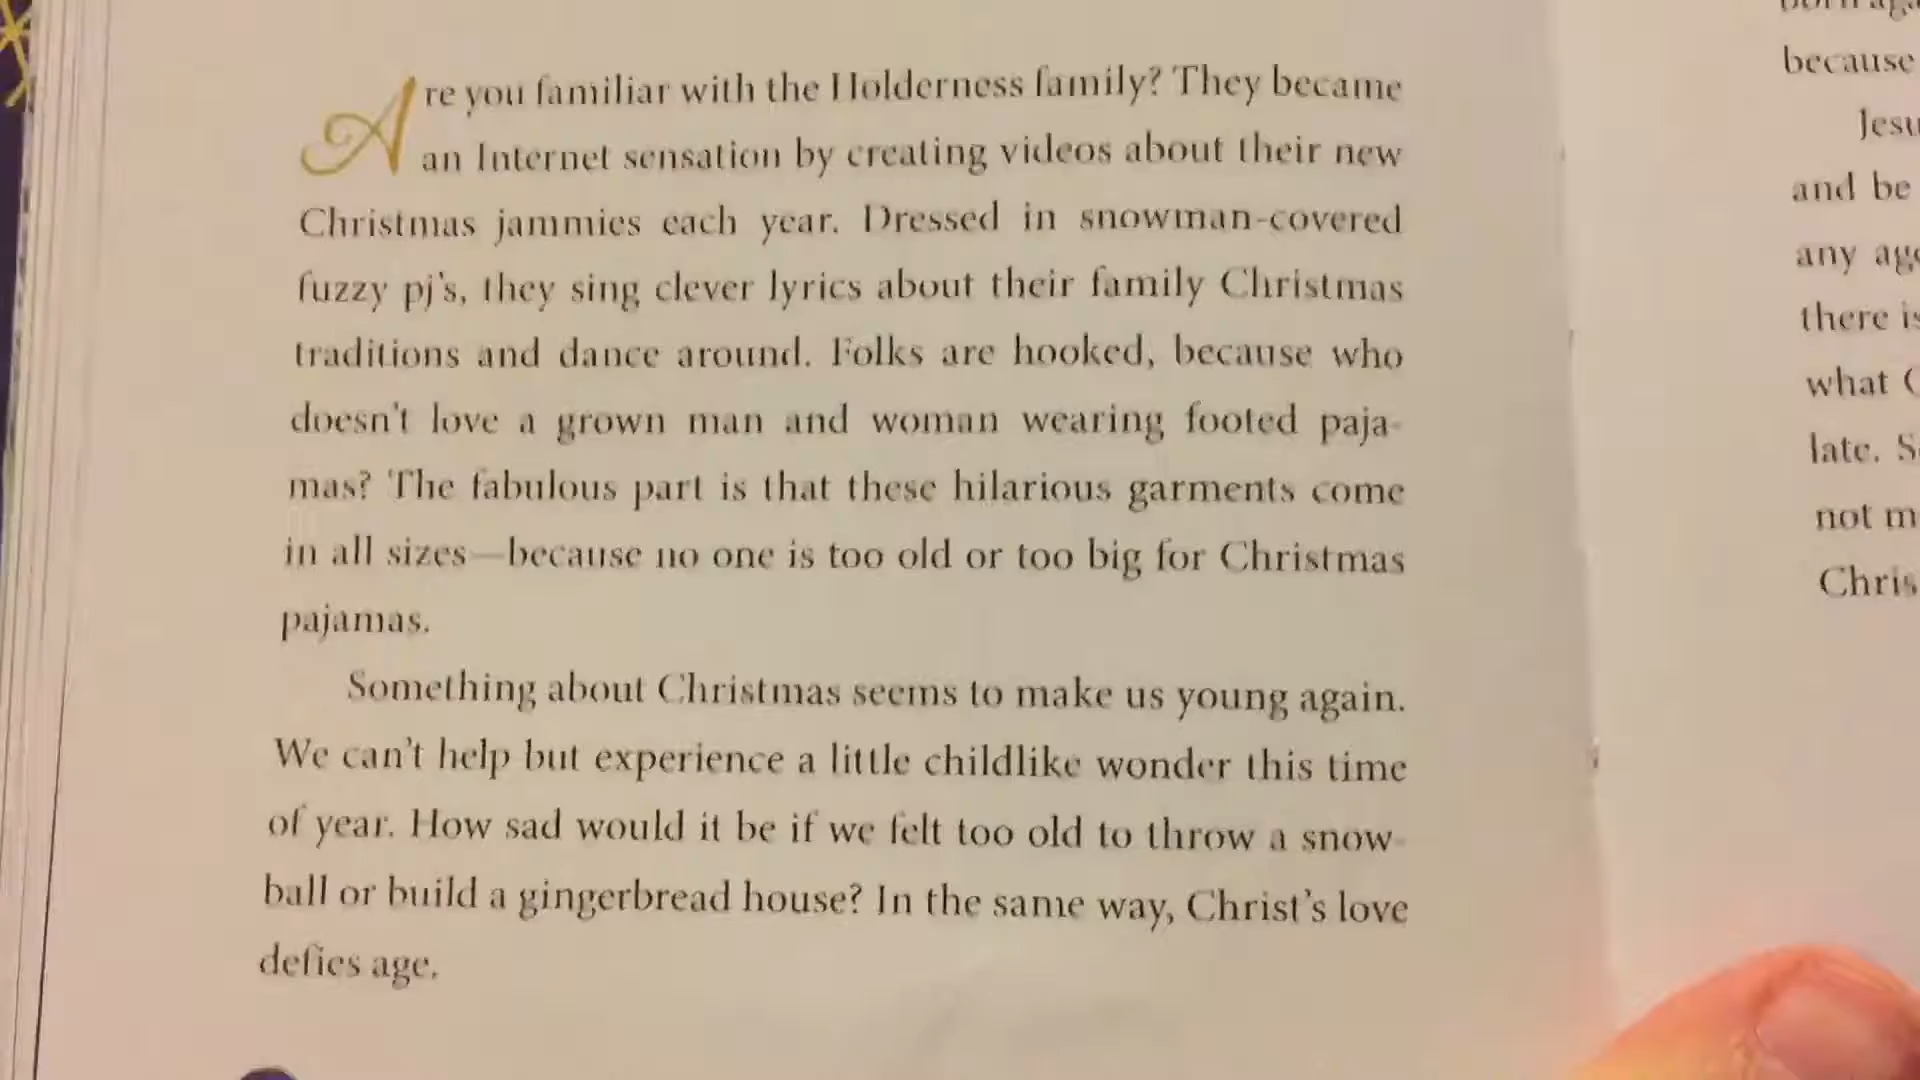 Are you familiar with the Holderness family? They became
an Internet sensation by creating videos about their new
Christmas jammies each year. Dressed in snowman-covered
fuzzy pj's, they sing clever lyrics about their family Christmas
traditions and dance around. Folks are hooked, because who
doesn't love a grown man and woman wearing footed paja-
mas? The fabulous part is that these hilarious garments come
in all sizes—because no one is too old or too big for Christmas
pajamas.
Something about Christmas seems to make us young again.
We can't help but experience a little childlike wonder this time
of year. How sad would it be if we felt too old to throw a snow-
ball or build a gingerbread house? In the same way, Christ's love
defies age.
because
and be
any
there
what
late.
not